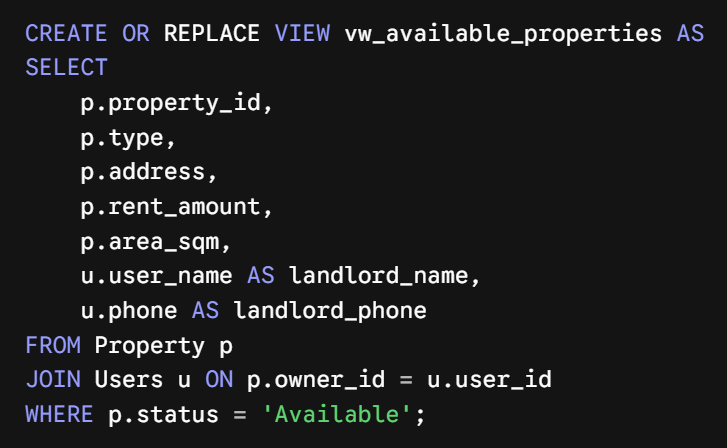 CREATE OR REPLACE VIEW vw_available_properties AS
SELECT
    p.property_id,
    p.type,
    p.address,
    p.rent_amount,
    p.area_sqm,
    u.user_name AS landlord_name,
    u.phone AS landlord_phone
FROM Property p
JOIN Users u ON p.owner_id = u.user_id
WHERE p.status = 'Available';